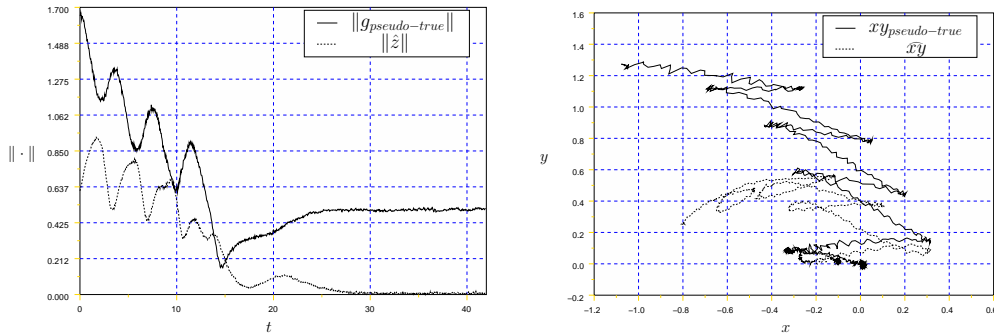 1.700
1.488
1.275
1.062
0.850
0.637
0.425
0.212
0.000
‖ · ‖
0 10 20 30 40
t
‖g_{pseudo−true}‖
‖ẑ‖
1.6
1.4
1.2
1.0
0.8
0.6
0.4
0.2
0.0
−0.2
y
−1.2 −1.0 −0.8 −0.6 −0.4 −0.2 0.0 0.2 0.4 0.6
x
xy_{pseudo−true}
x̂y